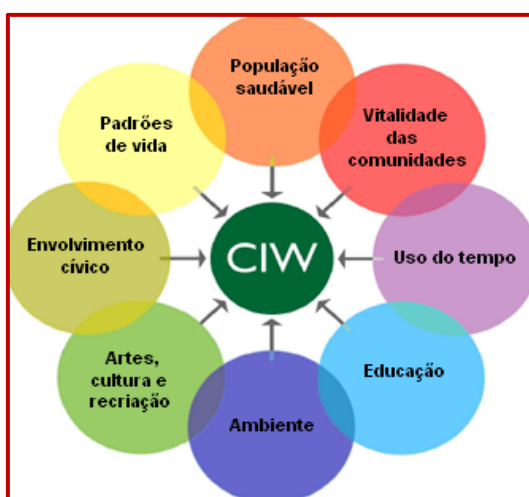 População
saudável
Vitalidade
das
comunidades
Uso do tempo
Educação
Ambiente
Artes,
cultura e
recriação
Envolvimento
cívico
Padrões
de vida
CIW